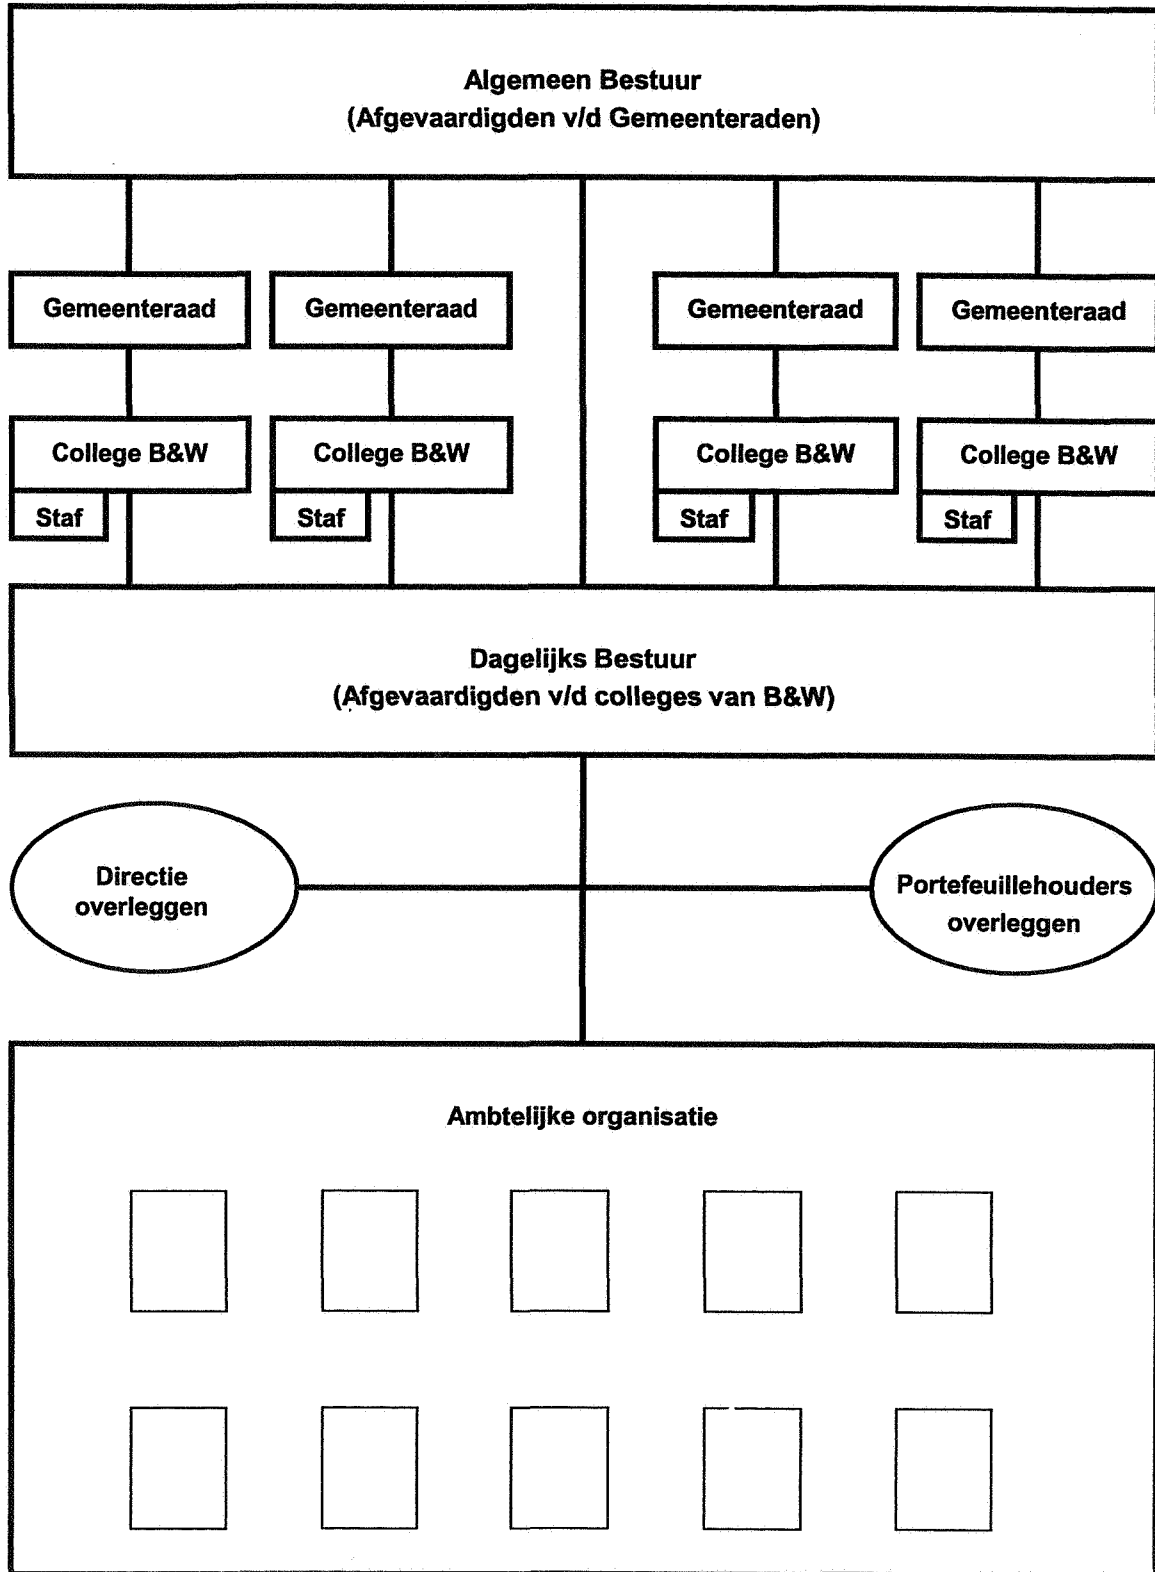 Algemeen Bestuur
(Afgevaardigden v/d Gemeenteraden)
Gemeenteraad
Gemeenteraad
Gemeenteraad
Gemeenteraad
College B&W
College B&W
College B&W
College B&W
Staf
Staf
Staf
Staf
Dagelijks Bestuur
(Afgevaardigden v/d colleges van B&W)
Directie
overleggen
Portefeuillehouders
overleggen
Ambtelijke organisatie